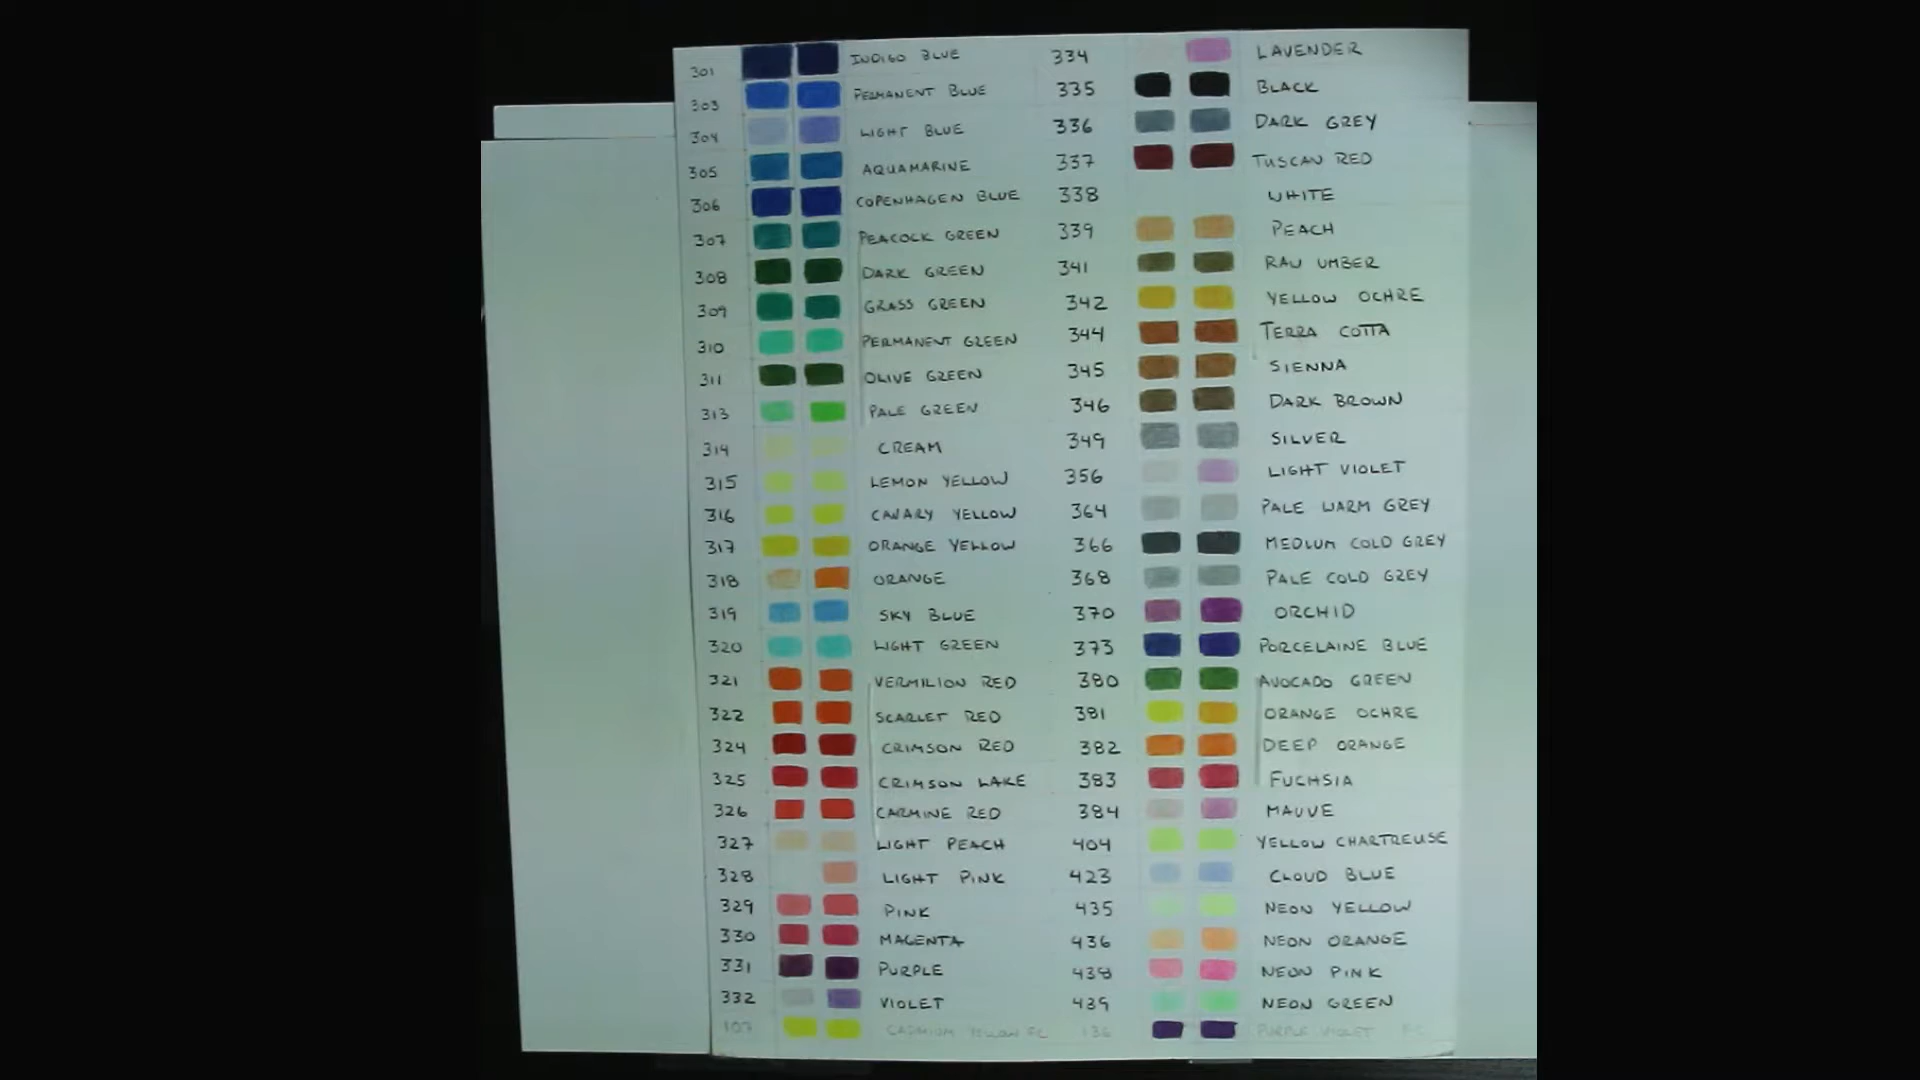 301 INDIGO BLUE
303 PERMANENT BLUE
304 LIGHT BLUE
305 AQUAMARINE
306 COPENHAGEN BLUE
307 PEACOCK GREEN
308 DARK GREEN
309 GRASS GREEN
310 PERMANENT GREEN
311 OLIVE GREEN
313 PALE GREEN
314 CREAM
315 LEMON YELLOW
316 CANARY YELLOW
317 ORANGE YELLOW
318 ORANGE
319 SKY BLUE
320 LIGHT GREEN
321 VERMILION RED
322 SCARLET RED
324 CRIMSON RED
325 CRIMSON LAKE
326 CARMINE RED
327 LIGHT PEACH
328 LIGHT PINK
329 PINK
330 MAGENTA
331 PURPLE
332 VIOLET
107 CADMIUM YELLOW FC
334 LAVENDER
335 BLACK
336 DARK GREY
337 TUSCAN RED
338 WHITE
339 PEACH
341 RAW UMBER
342 YELLOW OCHRE
344 TERRA COTTA
345 SIENNA
346 DARK BROWN
349 SILVER
356 LIGHT VIOLET
364 PALE WARM GREY
366 MEDIUM COLD GREY
368 PALE COLD GREY
370 ORCHID
373 PORCELAINE BLUE
380 AVOCADO GREEN
381 ORANGE OCHRE
382 DEEP ORANGE
383 FUCHSIA
384 MAUVE
404 YELLOW CHARTREUSE
423 CLOUD BLUE
435 NEON YELLOW
436 NEON ORANGE
438 NEON PINK
439 NEON GREEN
136 PURPLE VIOLET FC